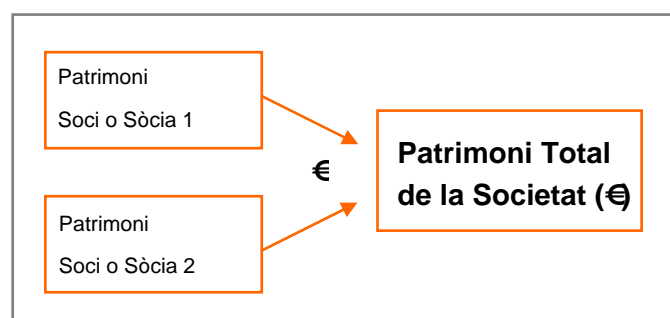 Patrimoni
Soci o Sòcia 1
€
Patrimoni Total
de la Societat (€)
Patrimoni
Soci o Sòcia 2